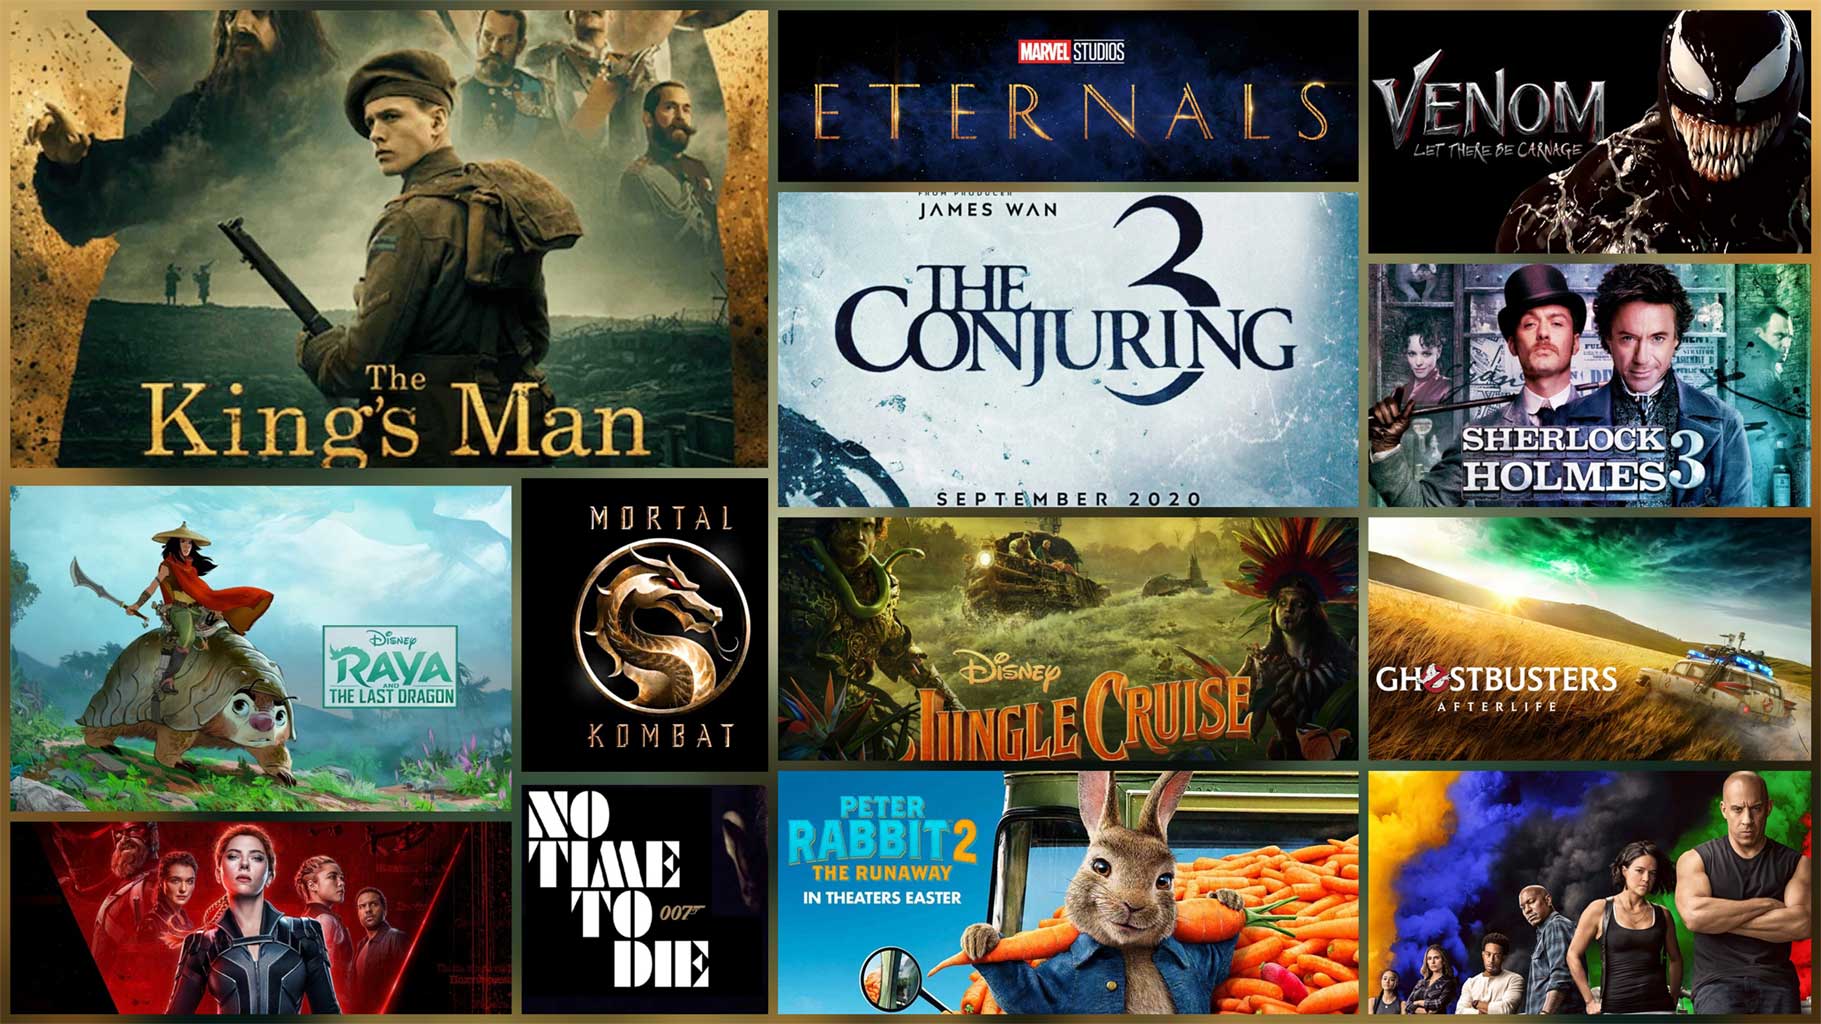 The
King's Man
MARVEL STUDIOS
ETERNALS
VENOM
LET THERE BE CARNAGE
FROM PRODUCER
JAMES WAN
3
THE
CONJURING
SEPTEMBER 2020
SHERLOCK
HOLMES 3
Disney
RAYA
AND
THE LAST DRAGON
MORTAL
KOMBAT
Disney
JUNGLE CRUISE
GHOSTBUSTERS
AFTERLIFE
NO
TIME
TO
DIE
007
PETER
RABBIT 2
THE RUNAWAY
IN THEATERS EASTER